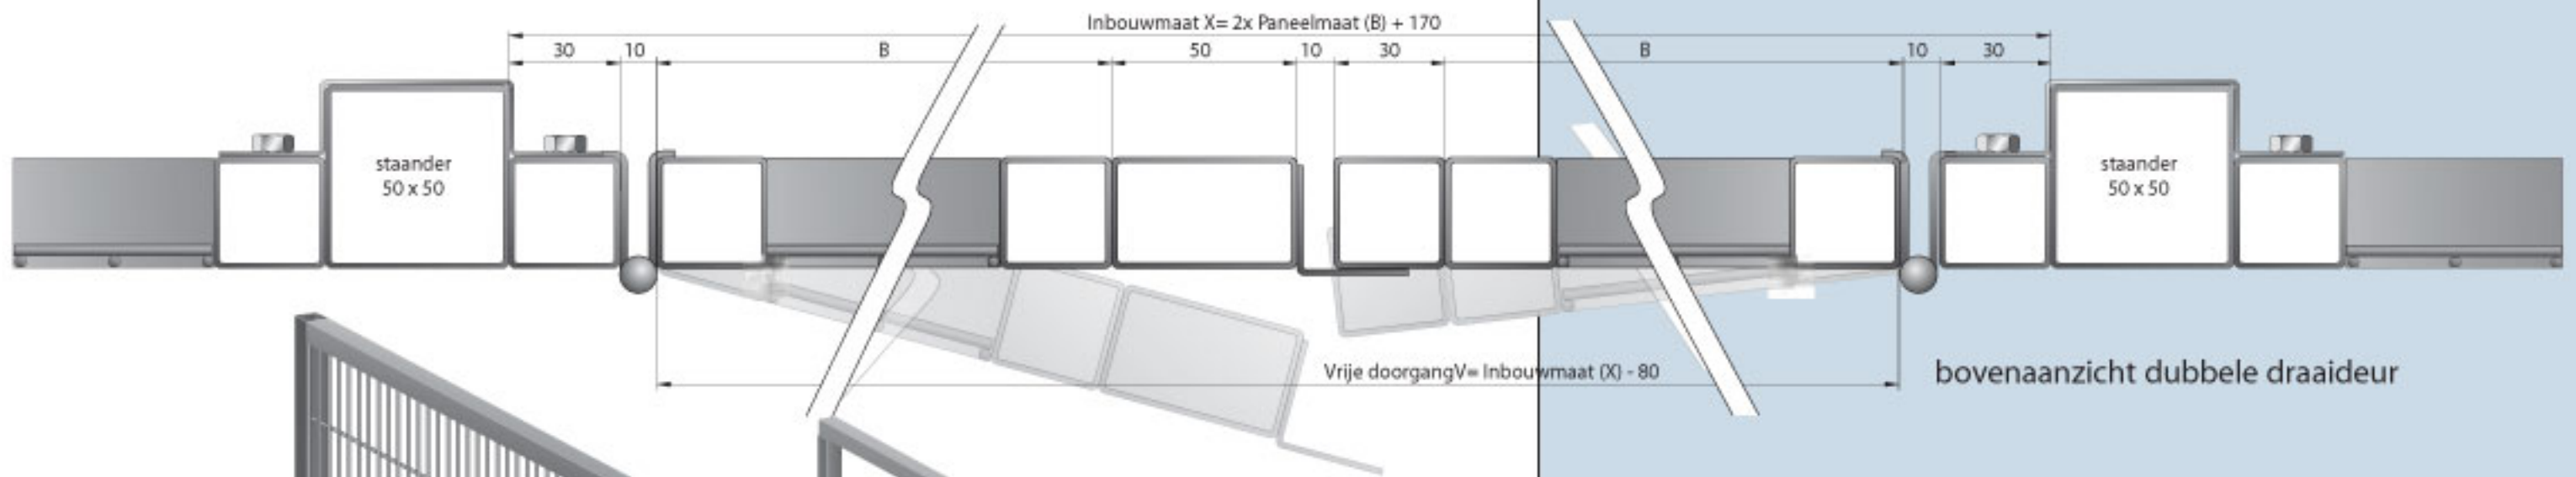 Inbouwmaat X= 2x Paneelmaat (B) + 170
30 10 B 50 10 30 B 10 30
staander
50 x 50
staander
50 x 50
Vrije doorgangV= Inbouwmaat (X) - 80
bovenaanzicht dubbele draaideur